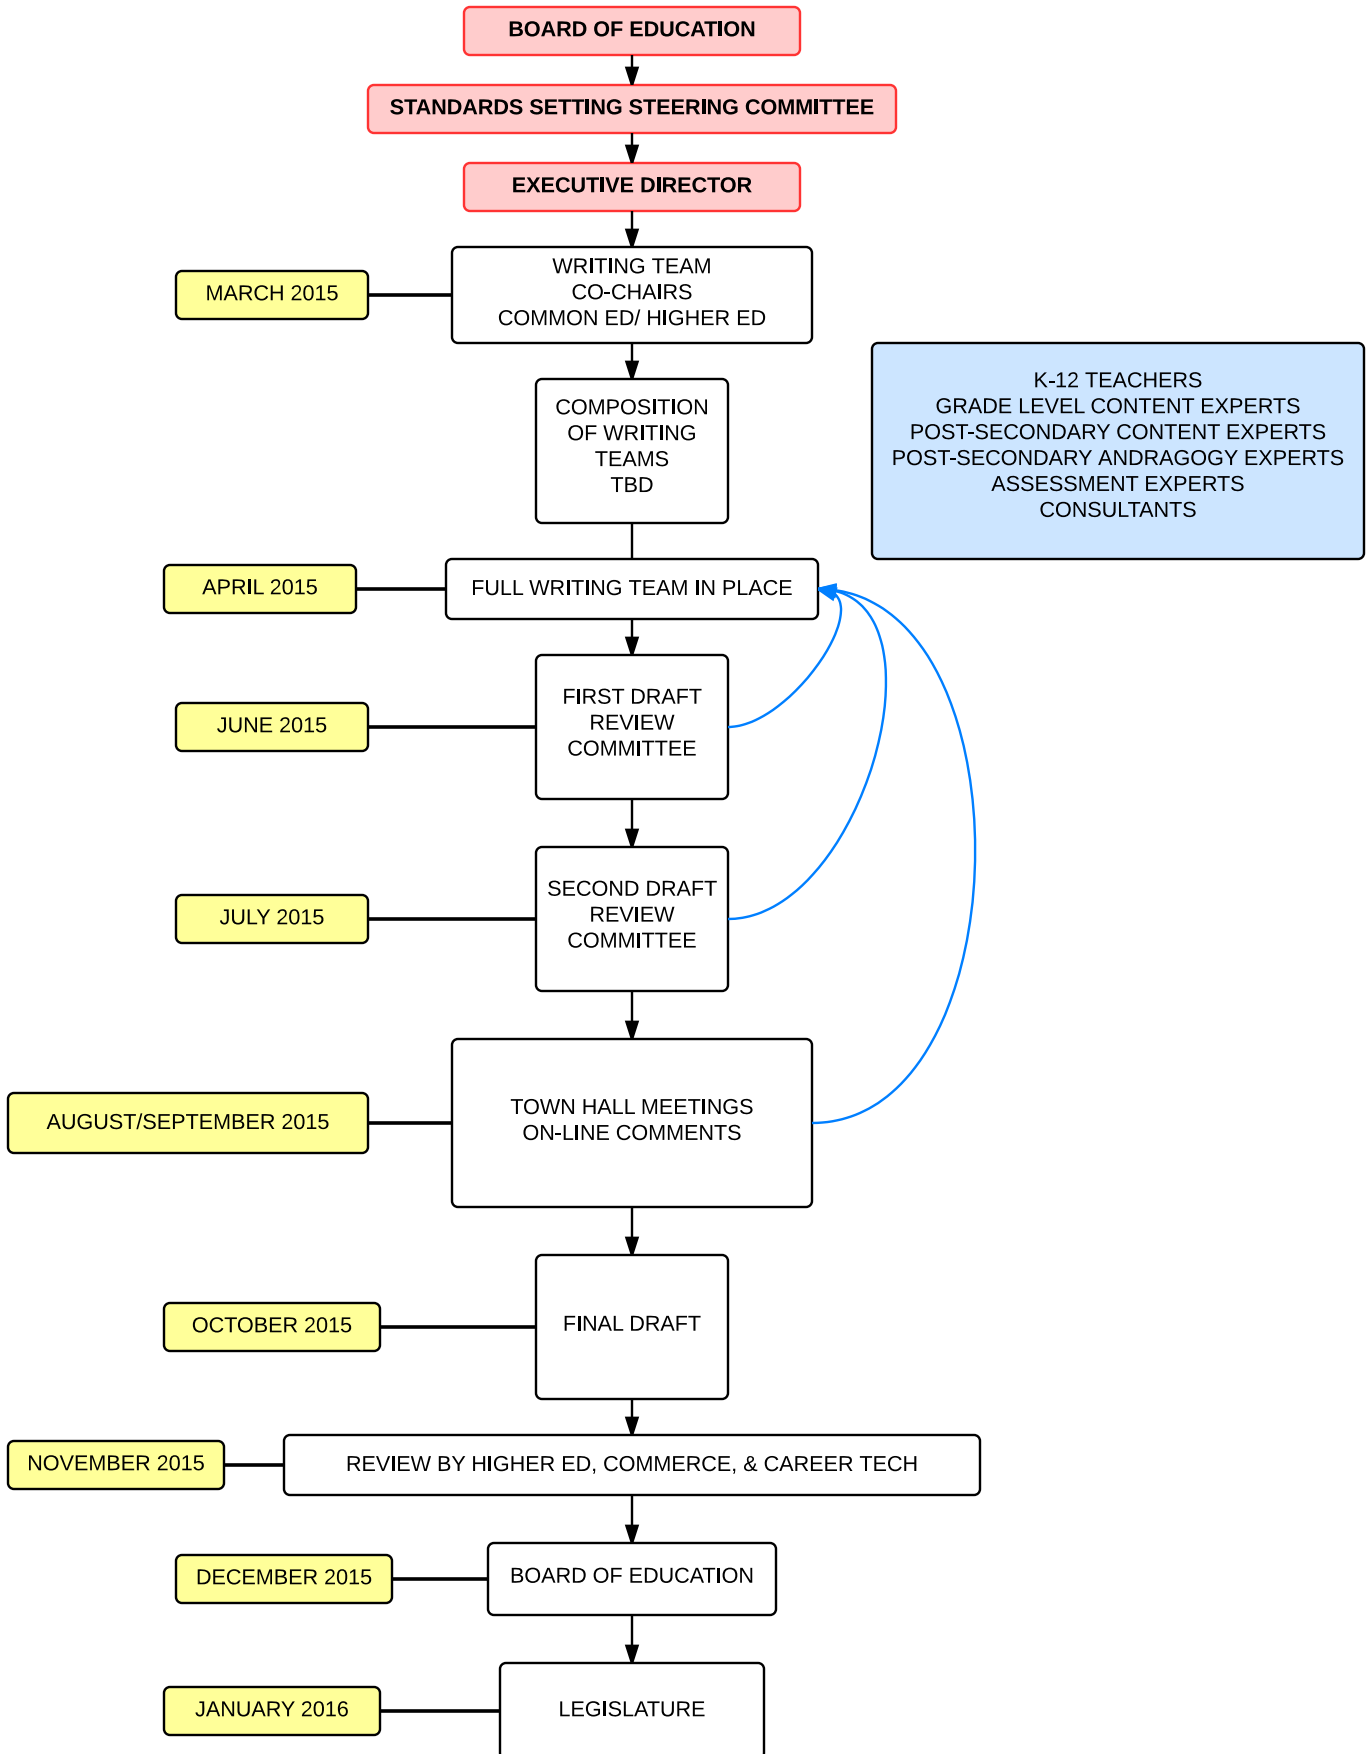 BOARD OF EDUCATION
STANDARDS SETTING STEERING COMMITTEE
EXECUTIVE DIRECTOR
MARCH 2015
WRITING TEAM
CO-CHAIRS
COMMON ED/ HIGHER ED
COMPOSITION
OF WRITING
TEAMS
TBD
K-12 TEACHERS
GRADE LEVEL CONTENT EXPERTS
POST-SECONDARY CONTENT EXPERTS
POST-SECONDARY ANDRAGOGY EXPERTS
ASSESSMENT EXPERTS
CONSULTANTS
APRIL 2015
FULL WRITING TEAM IN PLACE
JUNE 2015
FIRST DRAFT
REVIEW
COMMITTEE
JULY 2015
SECOND DRAFT
REVIEW
COMMITTEE
AUGUST/SEPTEMBER 2015
TOWN HALL MEETINGS
ON-LINE COMMENTS
OCTOBER 2015
FINAL DRAFT
NOVEMBER 2015
REVIEW BY HIGHER ED, COMMERCE, & CAREER TECH
DECEMBER 2015
BOARD OF EDUCATION
JANUARY 2016
LEGISLATURE